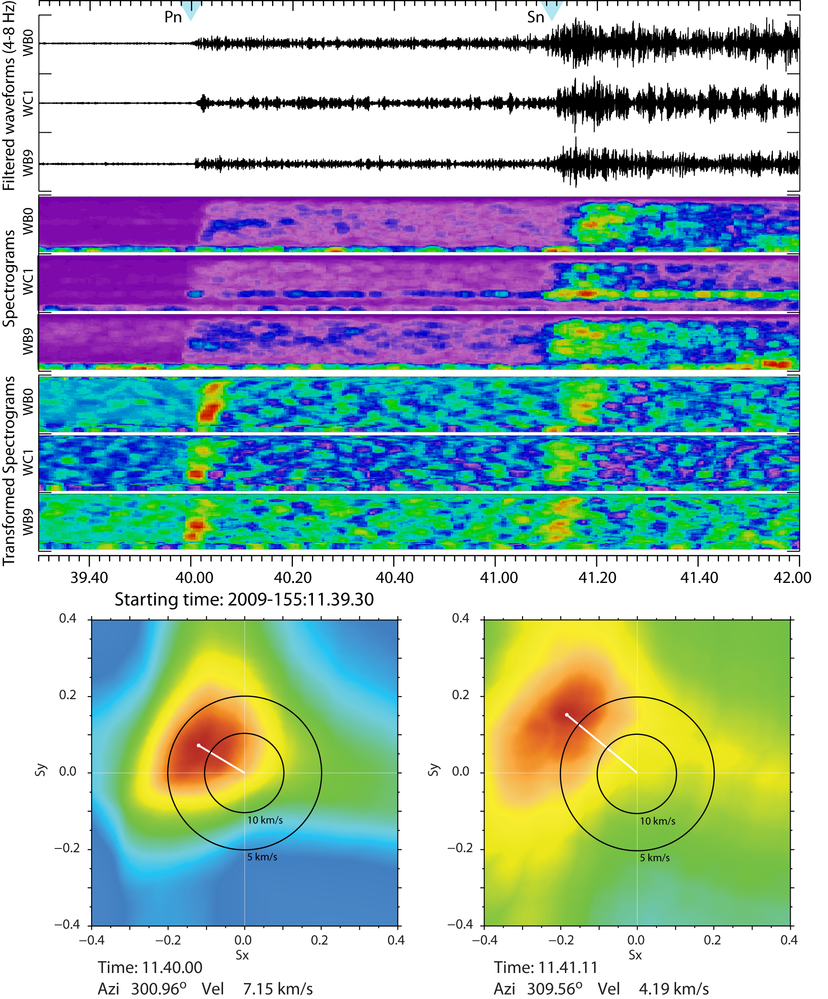 Pn Sn
Filtered waveforms (4-8 Hz)
WB0
WC1
WB9
Spectrograms
WB0
WC1
WB9
Transformed Spectrograms
WB0
WC1
WB9
39.40 40.00 40.20 40.40 41.00 41.20 41.40 42.00
Starting time: 2009-155:11.39.30
0.4
0.2
0.0
−0.2
−0.4
Sy
10 km/s
5 km/s
−0.4 −0.2 0.0 0.2 0.4
Sx
Time: 11.40.00
Azi 300.96º Vel 7.15 km/s
0.4
0.2
0.0
−0.2
−0.4
Sy
10 km/s
5 km/s
−0.4 −0.2 0.0 0.2 0.4
Sx
Time: 11.41.11
Azi 309.56º Vel 4.19 km/s